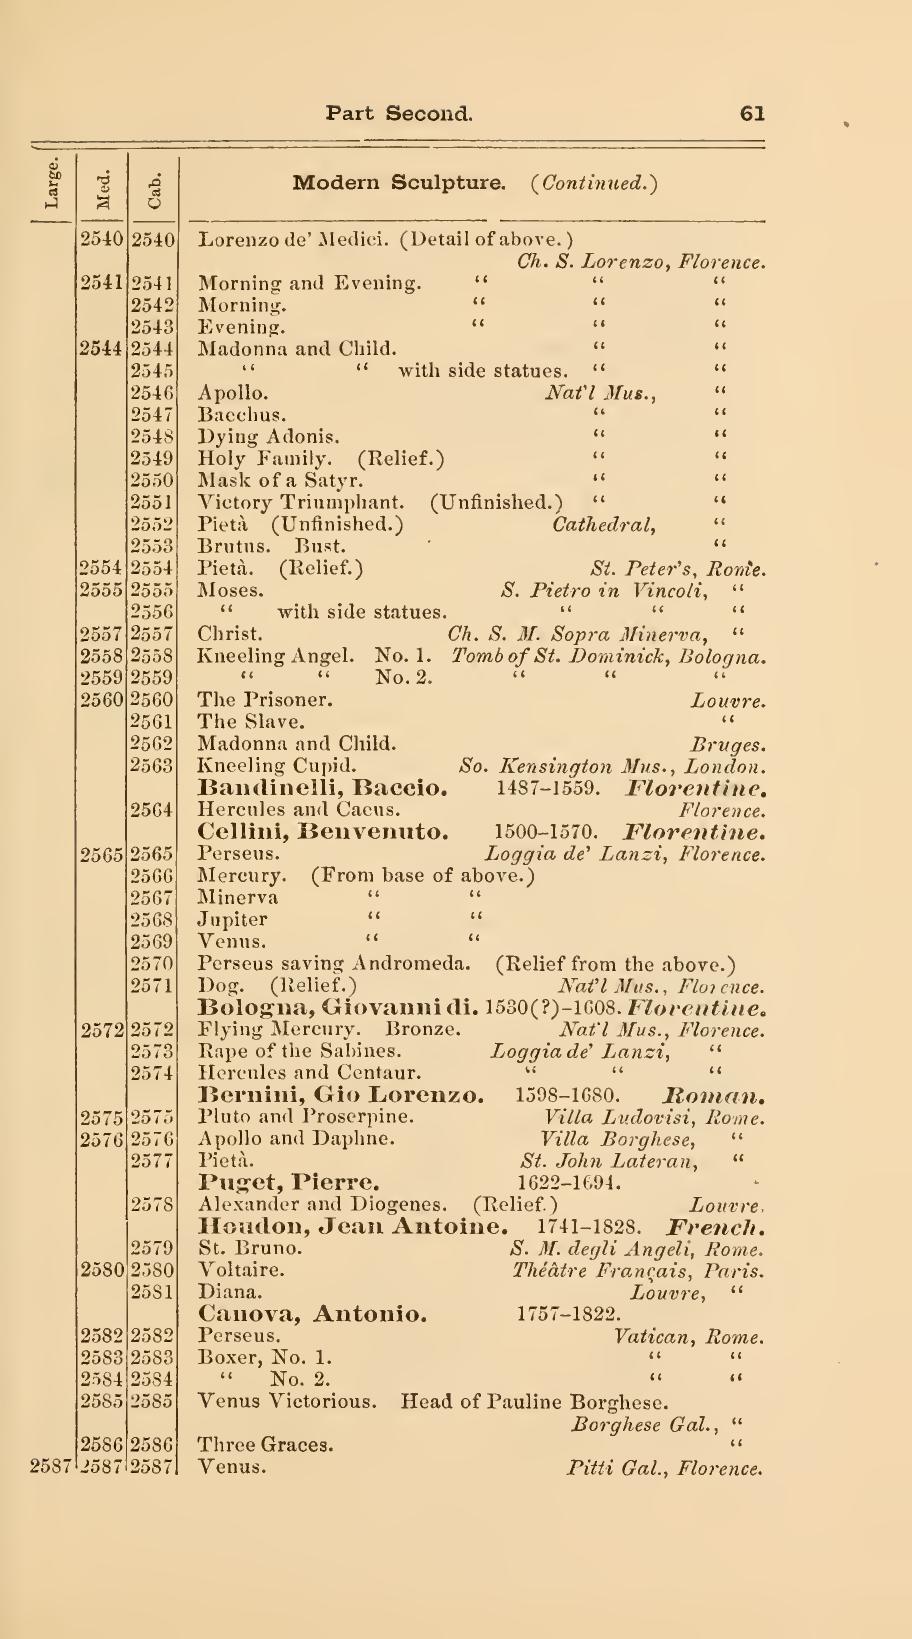 Part Second. 61
Large. Med. Cab. Modern Sculpture. (Continued.)
2540 2540 Lorenzo de' Medici. (Detail of above.)
Ch. S. Lorenzo, Florence.
2541 2541 Morning and Evening. “ “ “
2542 Morning. “ “ “
2543 Evening. “ “ “
2544 2544 Madonna and Child. “ “
2545 “ “ with side statues. “ “
2546 Apollo. Nat'l Mus., “
2547 Bacchus. “ “
2548 Dying Adonis. “ “
2549 Holy Family. (Relief.) “ “
2550 Mask of a Satyr. “ “
2551 Victory Triumphant. (Unfinished.) “ “
2552 Pietà (Unfinished.) Cathedral, “
2553 Brutus. Bust. “
2554 2554 Pietà. (Relief.) St. Peter's, Rome.
2555 2555 Moses. S. Pietro in Vincoli, “
2556 “ with side statues. “ “ “
2557 2557 Christ. Ch. S. M. Sopra Minerva, “
2558 2558 Kneeling Angel. No. 1. Tomb of St. Dominick, Bologna.
2559 2559 “ “ No. 2. “ “ “
2560 2560 The Prisoner. Louvre.
2561 The Slave. “
2562 Madonna and Child. Bruges.
2563 Kneeling Cupid. So. Kensington Mus., London.
Bandinelli, Baccio. 1487–1559. Florentine.
2564 Hercules and Cacus. Florence.
Cellini, Benvenuto. 1500–1570. Florentine.
2565 2565 Perseus. Loggia de' Lanzi, Florence.
2566 Mercury. (From base of above.)
2567 Minerva “ “
2568 Jupiter “ “
2569 Venus. “ “
2570 Perseus saving Andromeda. (Relief from the above.)
2571 Dog. (Relief.) Nat'l Mus., Florence.
Bologna, Giovanni di. 1530(?)–1608. Florentine.
2572 2572 Flying Mercury. Bronze. Nat'l Mus., Florence.
2573 Rape of the Sabines. Loggia de' Lanzi, “
2574 Hercules and Centaur. “ “ “
Bernini, Gio Lorenzo. 1598–1680. Roman.
2575 2575 Pluto and Proserpine. Villa Ludovisi, Rome.
2576 2576 Apollo and Daphne. Villa Borghese, “
2577 Pietà. St. John Lateran, “
Puget, Pierre. 1622–1694.
2578 Alexander and Diogenes. (Relief.) Louvre.
Houdon, Jean Antoine. 1741–1828. French.
2579 St. Bruno. S. M. degli Angeli, Rome.
2580 2580 Voltaire. Théâtre Français, Paris.
2581 Diana. Louvre, “
Canova, Antonio. 1757–1822.
2582 2582 Perseus. Vatican, Rome.
2583 2583 Boxer, No. 1. “ “
2584 2584 “ No. 2. “ “
2585 2585 Venus Victorious. Head of Pauline Borghese.
Borghese Gal., “
2586 2586 Three Graces. “
2587 2587 2587 Venus. Pitti Gal., Florence.